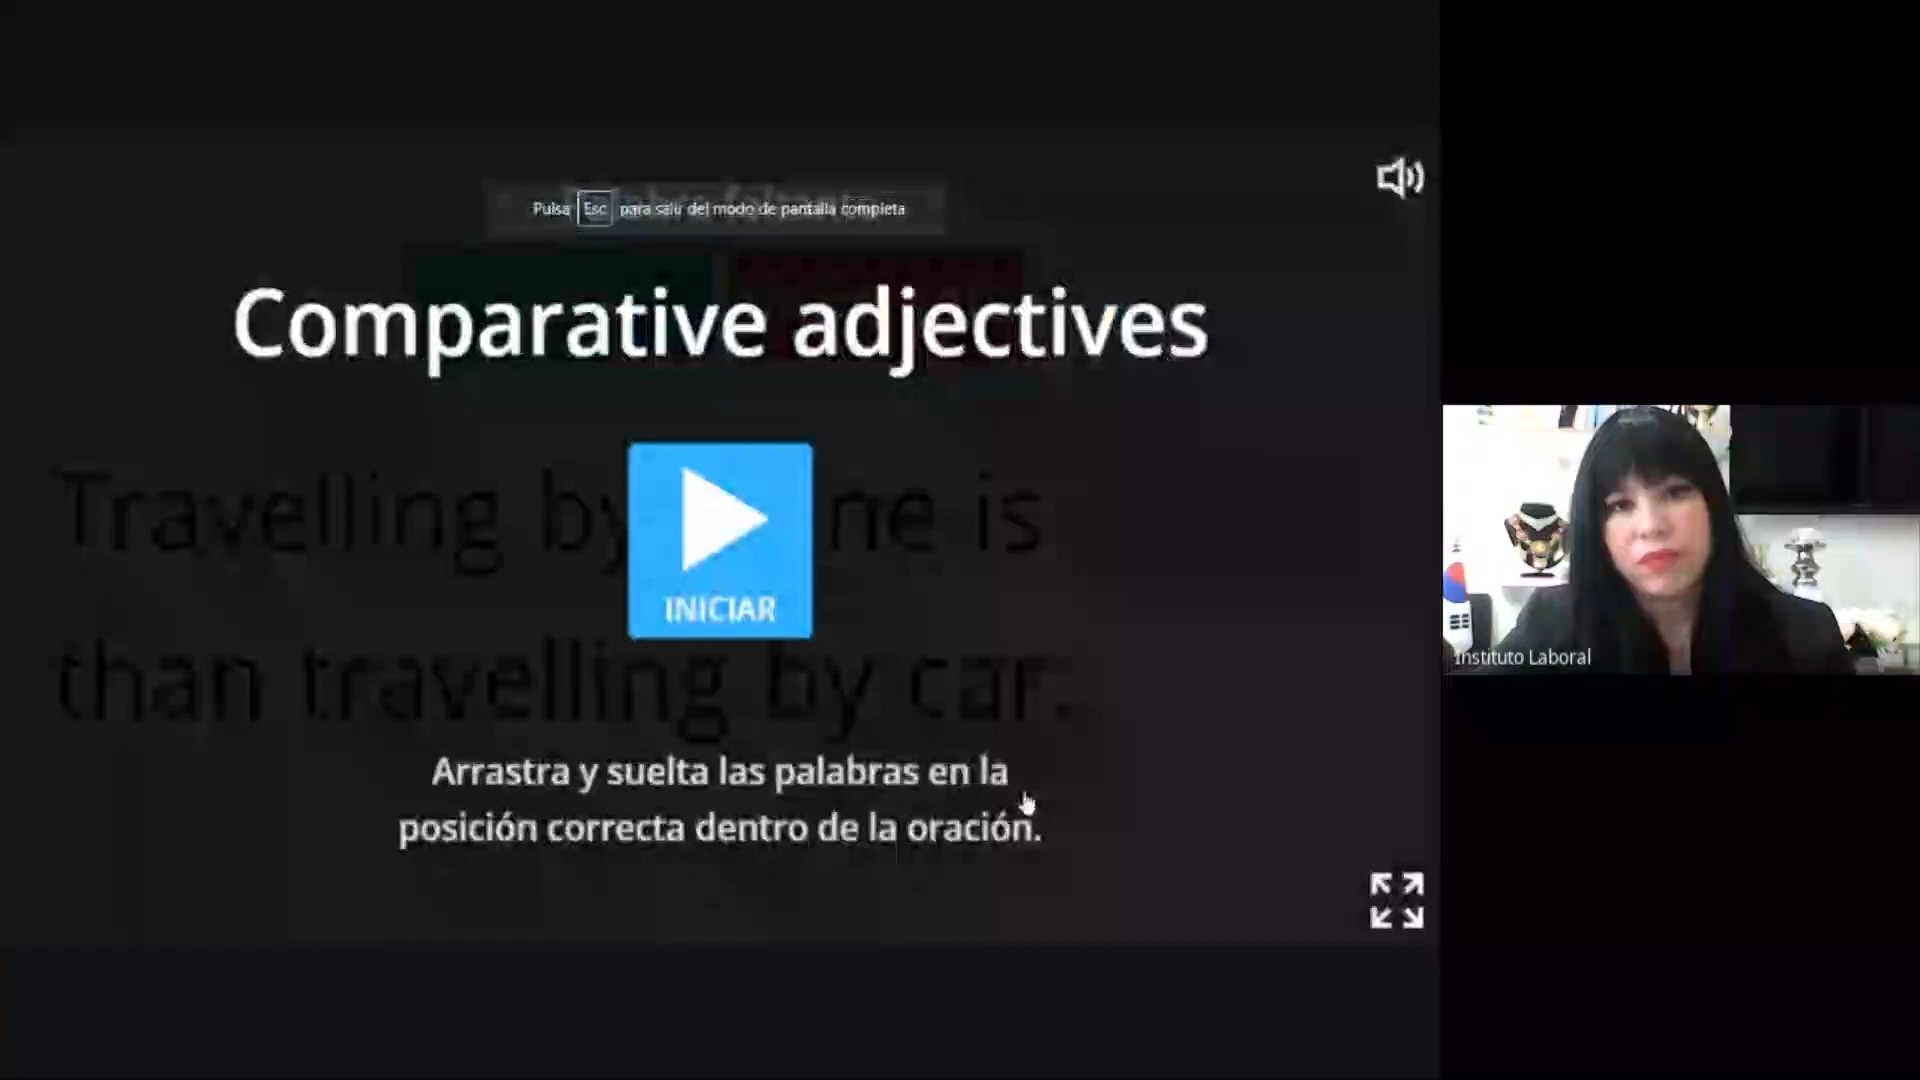 Pulsa Esc para salir del modo de pantalla completa
Comparative adjectives
Travelling by ne is
INICIAR
than travelling by car.
Arrastra y suelta las palabras en la
posición correcta dentro de la oración.
Instituto Laboral